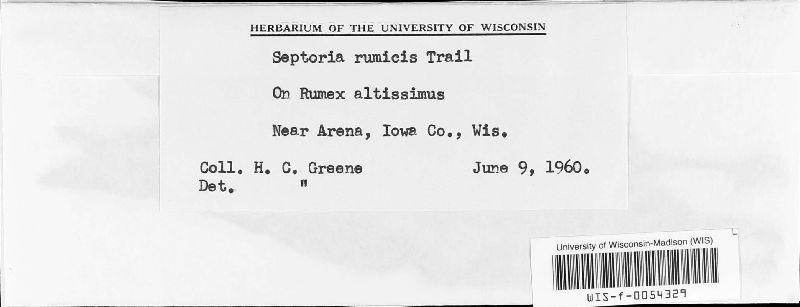 HERBARIUM OF THE UNIVERSITY OF WISCONSIN
Septoria rumicis Trail
On Rumex altissimus
Near Arena, Iowa Co., Wis.
Coll. H. C. Greene June 9, 1960.
Det. "
University of Wisconsin-Madison (WIS)
WIS-f-0054329